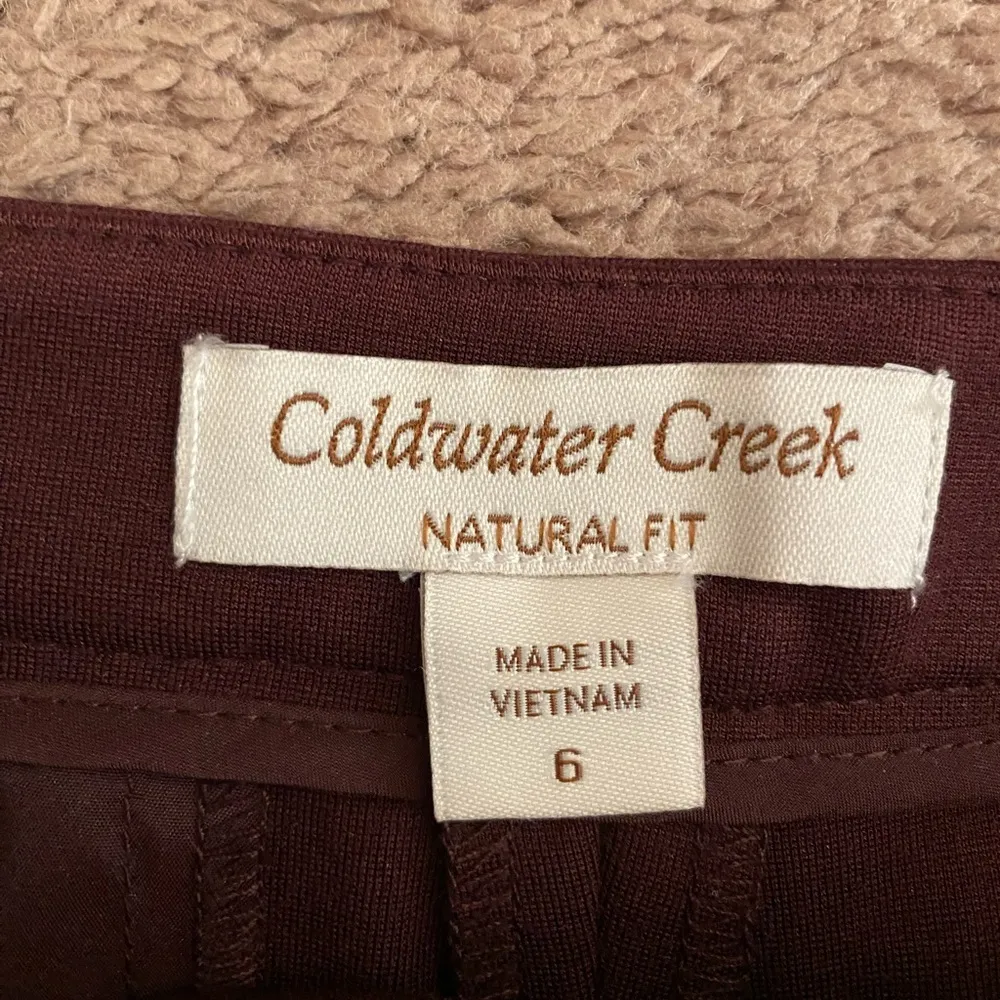 Coldwater Creek
NATURAL FIT
MADE IN
VIETNAM
6